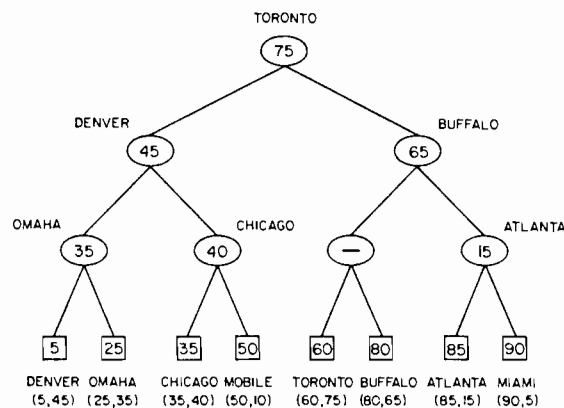 TORONTO
75
DENVER
BUFFALO
45
65
OMAHA
CHICAGO
ATLANTA
35
40
—
15
5 25 35 50 60 80 85 90
DENVER OMAHA CHICAGO MOBILE TORONTO BUFFALO ATLANTA MIAMI
(5,45) (25,35) (35,40) (50,10) (60,75) (80,65) (85,15) (90,5)